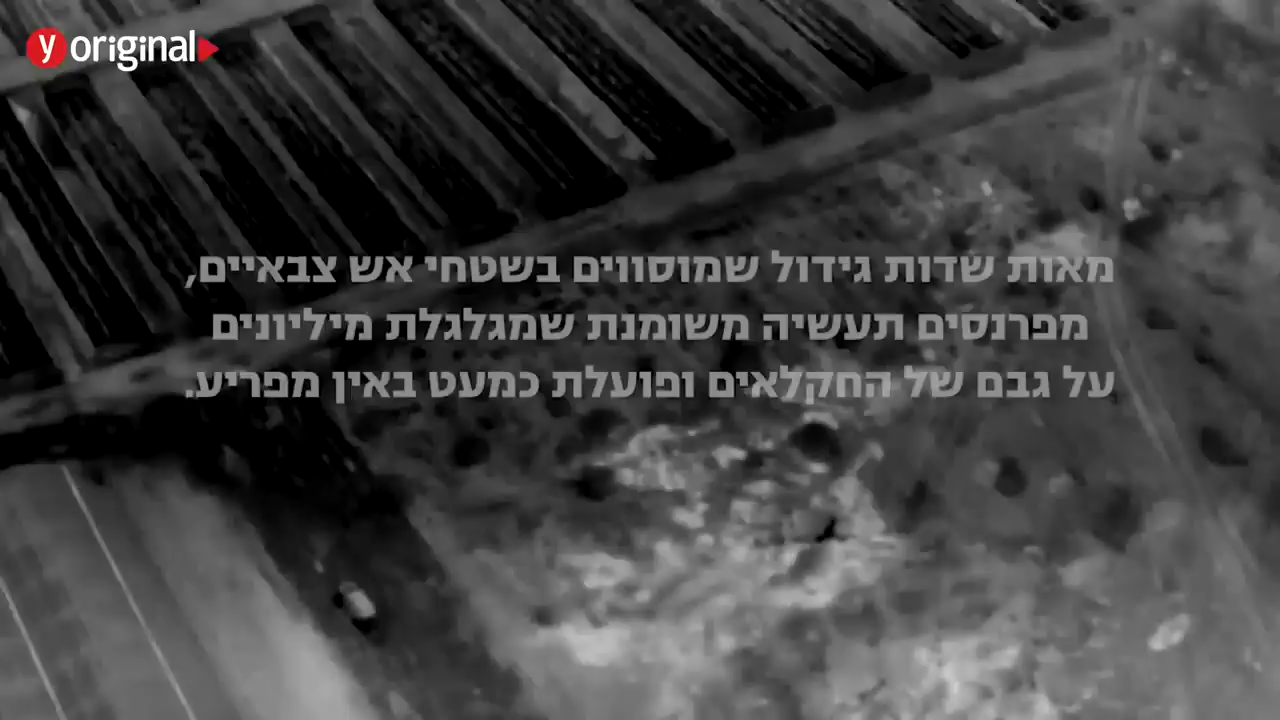 y original
מאות שדות גידול שמוסווים בשטחי אש צבאיים,
מפרנסים תעשיה משומנת שמגלגלת מיליונים
על גבם של החקלאים ופועלת כמעט באין מפריע.